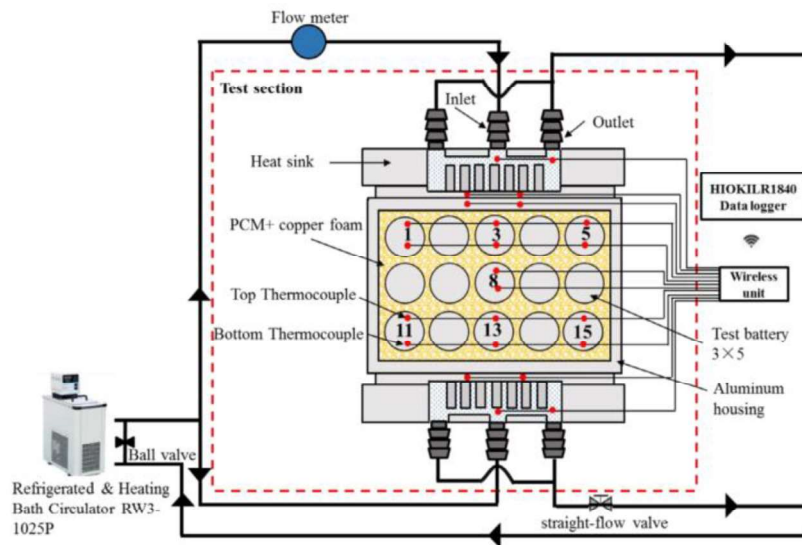 Flow meter
Test section
Inlet
Outlet
Heat sink
HIOKILR1840
Data logger
PCM+ copper foam
1
3
5
8
Wireless
unit
Top Thermocouple
11
13
15
Bottom Thermocouple
Test battery
3×5
Aluminum
housing
Ball valve
Refrigerated & Heating
Bath Circulator RW3-
1025P
straight-flow valve